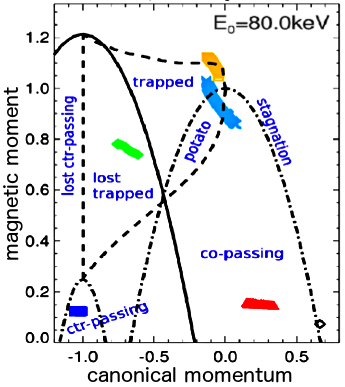 E₀=80.0keV
1.2
1.0
0.8
0.6
0.4
0.2
0.0
magnetic moment
trapped
lost ctr-passing
lost
trapped
potato
stagnation
co-passing
ctr-passing
-1.0
-0.5
0.0
0.5
canonical momentum